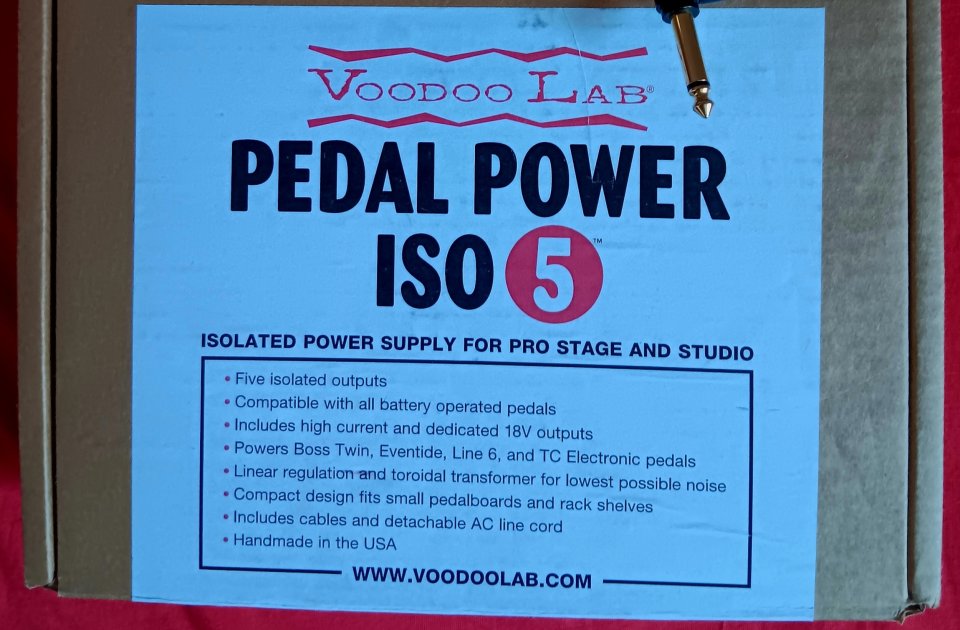 VOODOO LAB®
PEDAL POWER
ISO 5™
ISOLATED POWER SUPPLY FOR PRO STAGE AND STUDIO
• Five isolated outputs
• Compatible with all battery operated pedals
• Includes high current and dedicated 18V outputs
• Powers Boss Twin, Eventide, Line 6, and TC Electronic pedals
• Linear regulation and toroidal transformer for lowest possible noise
• Compact design fits small pedalboards and rack shelves
• Includes cables and detachable AC line cord
• Handmade in the USA
WWW.VOODOOLAB.COM